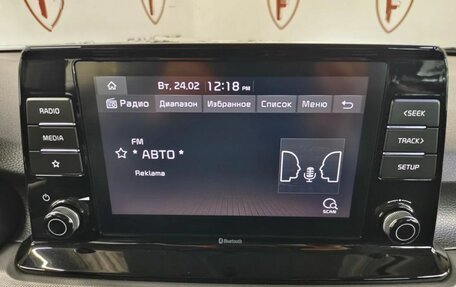 Вт, 24.02 12:18 PM
RADIO
Радио Диапазон Избранное Список Меню
<SEEK
MEDIA
FM
TRACK>
* АВТО *
Reklama
SETUP
SCAN
Bluetooth